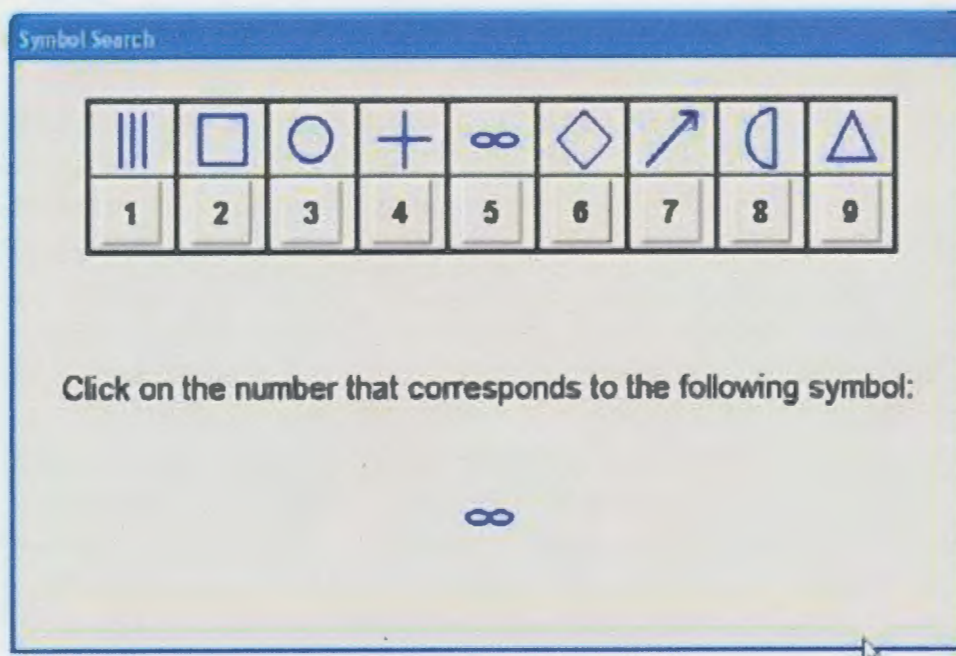 Symbol Search
∞
1 2 3 4 5 6 7 8 9
Click on the number that corresponds to the following symbol:
∞